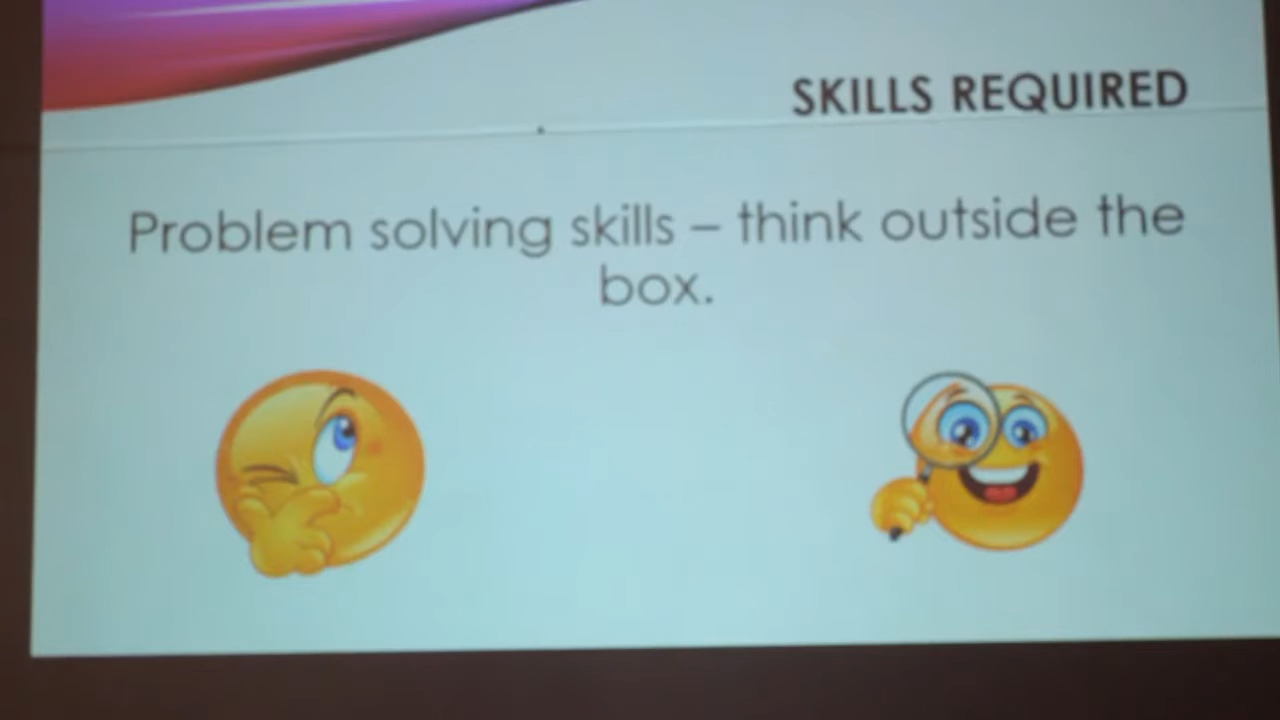 SKILLS REQUIRED
Problem solving skills – think outside the
box.